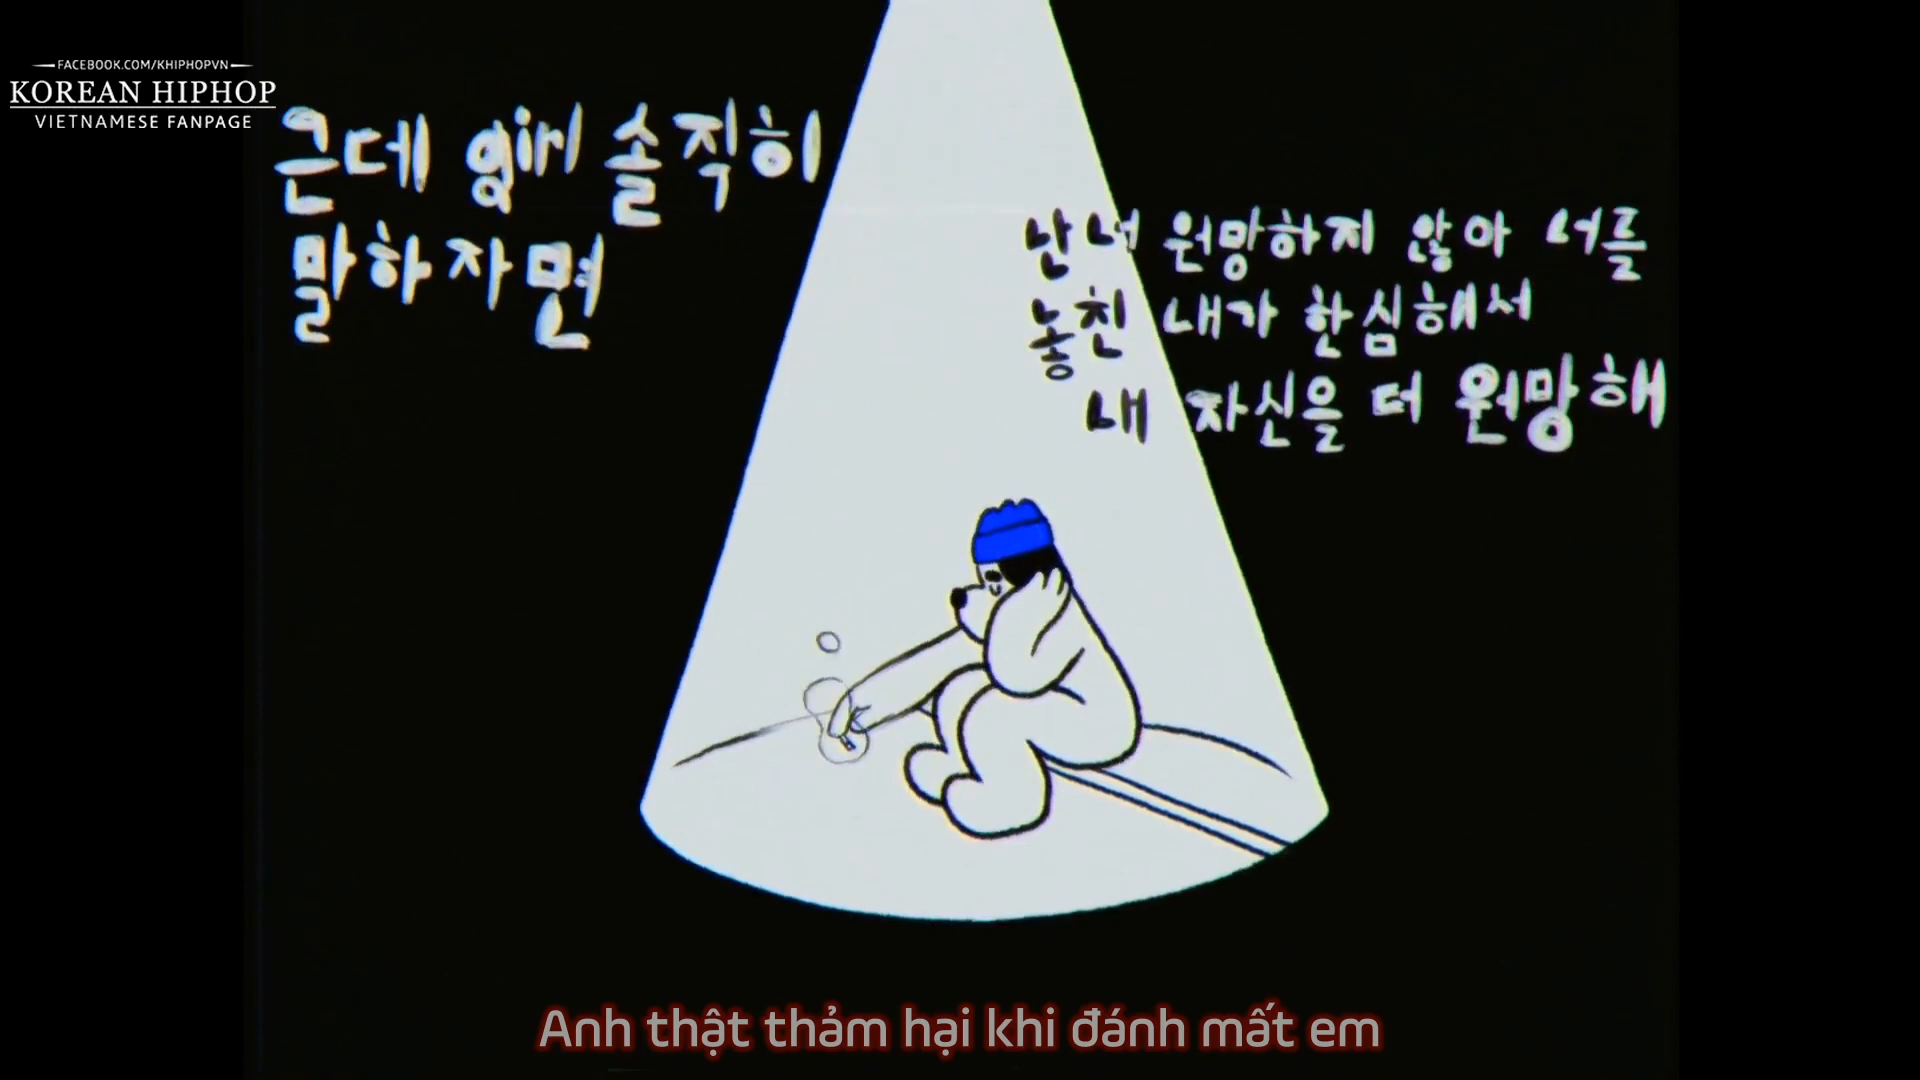 FACEBOOK.COM/KHIPHOPVN
KOREAN HIPHOP
VIETNAMESE FANPAGE
근데 girl 솔직히
말하자면
난 널 원망하지 않아 너를
놓친 내가 한심해서
내 자신을 더 원망해
Anh thật thảm hại khi đánh mất em